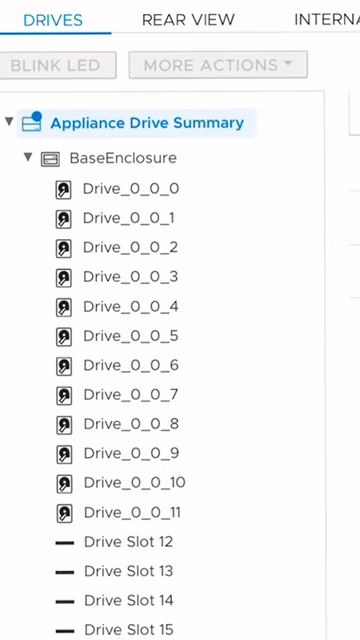 DRIVES REAR VIEW INTERNA
BLINK LED MORE ACTIONS
Appliance Drive Summary
BaseEnclosure
Drive_0_0_0
Drive_0_0_1
Drive_0_0_2
Drive_0_0_3
Drive_0_0_4
Drive_0_0_5
Drive_0_0_6
Drive_0_0_7
Drive_0_0_8
Drive_0_0_9
Drive_0_0_10
Drive_0_0_11
Drive Slot 12
Drive Slot 13
Drive Slot 14
Drive Slot 15